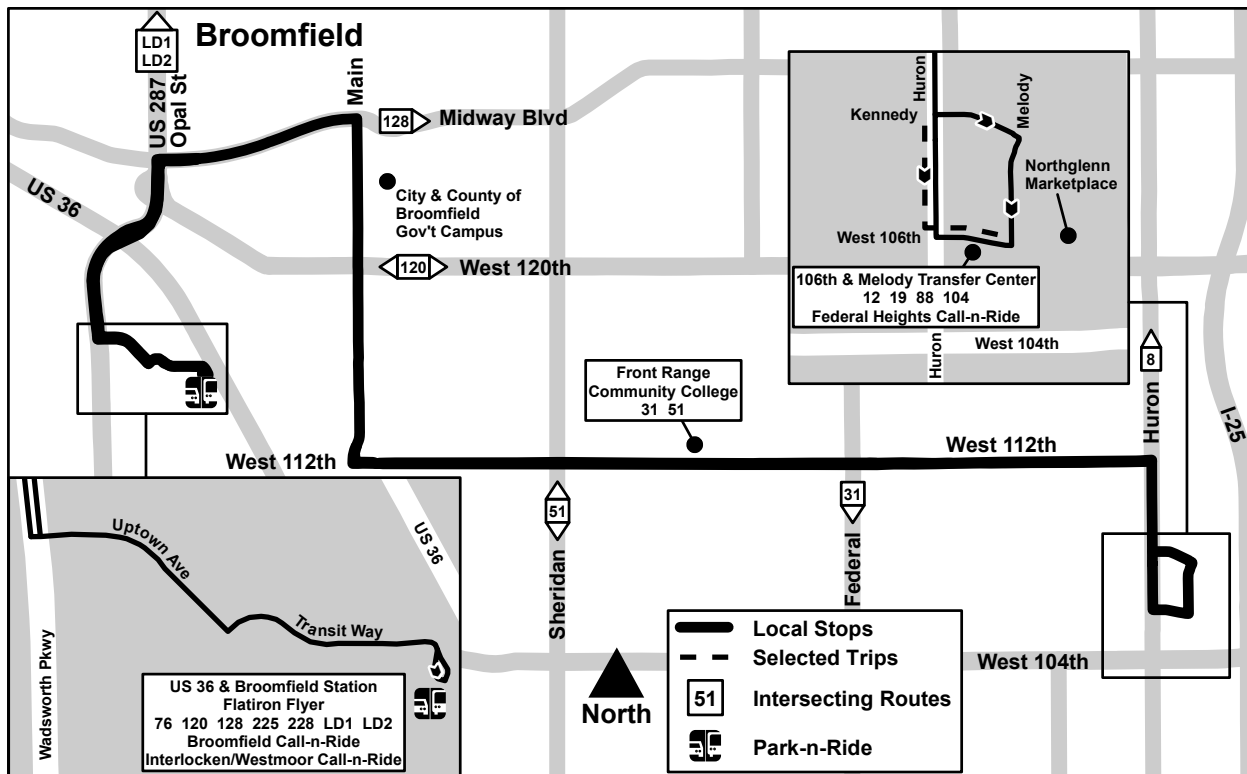 LD1
LD2
Broomfield
US 287
Opal St
Main
128
Midway Blvd
US 36
City & County of
Broomfield
Gov't Campus
120
West 120th
Huron
Kennedy
Melody
Northglenn
Marketplace
West 106th
106th & Melody Transfer Center
12 19 88 104
Federal Heights Call-n-Ride
West 104th
Huron
Front Range
Community College
31 51
8
Huron
I-25
West 112th
West 112th
51
Sheridan
31
Federal
US 36
Uptown Ave
Transit Way
Wadsworth Pkwy
US 36 & Broomfield Station
Flatiron Flyer
76 120 128 225 228 LD1 LD2
Broomfield Call-n-Ride
Interlocken/Westmoor Call-n-Ride
North
Local Stops
Selected Trips
51 Intersecting Routes
Park-n-Ride
West 104th